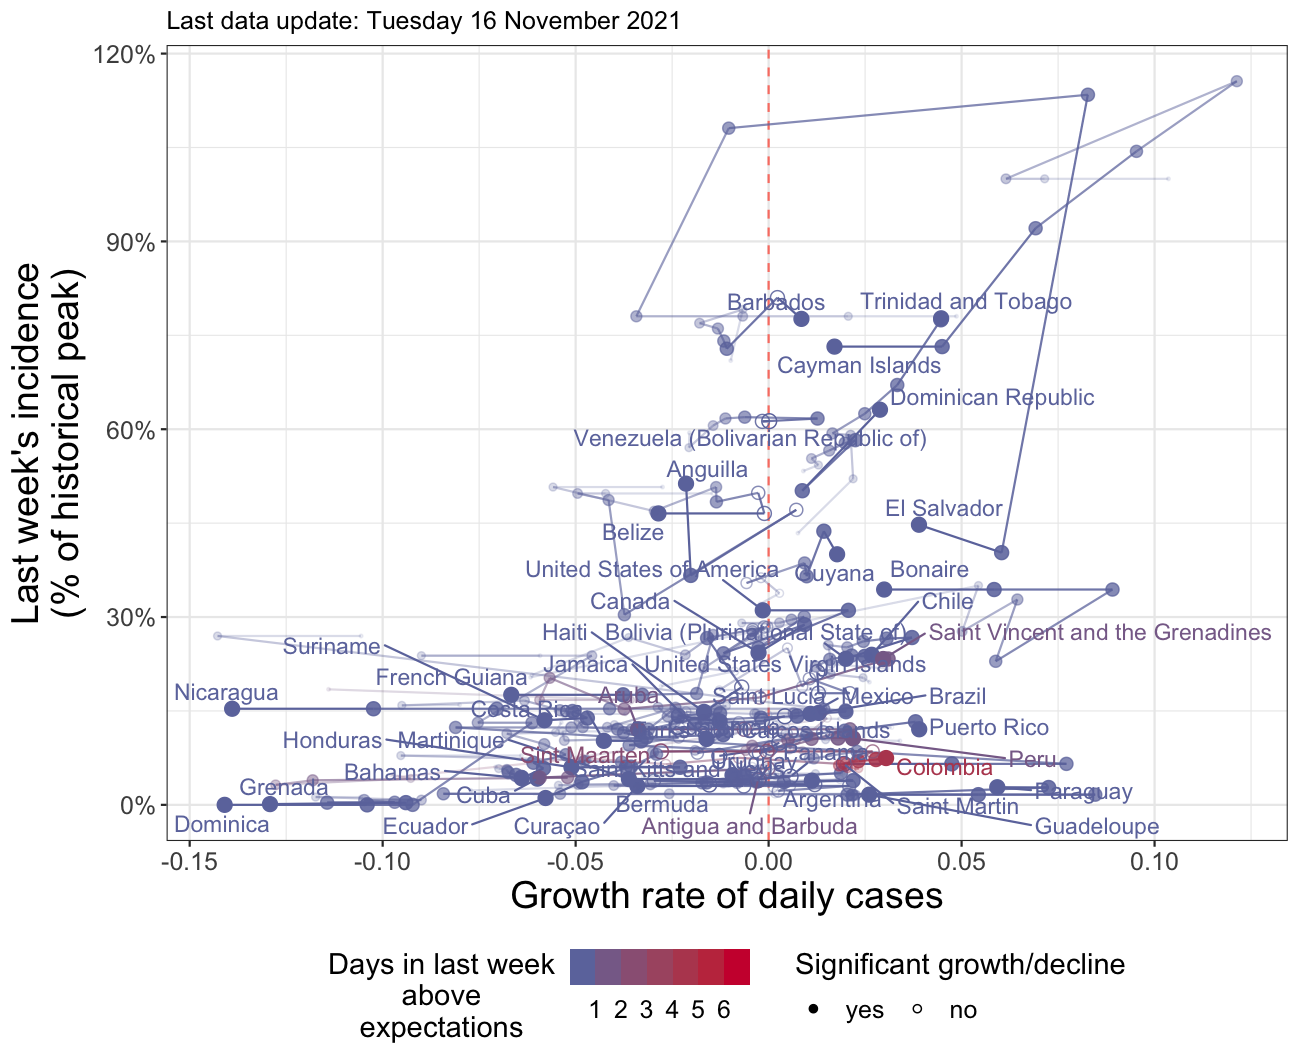 Last data update: Tuesday 16 November 2021
Last week's incidence
(% of historical peak)
120%
90%
60%
30%
0%
Barbados
Trinidad and Tobago
Cayman Islands
Dominican Republic
Venezuela (Bolivarian Republic of)
Anguilla
El Salvador
Belize
United States of America
Guyana
Bonaire
Canada
Chile
Haiti
Bolivia (Plurinational State of)
Saint Vincent and the Grenadines
Suriname
Jamaica
United States Virgin Islands
French Guiana
Nicaragua
Aruba
Saint Lucia
Mexico
Brazil
Costa Rica
Puerto Rico
Honduras
Martinique
Sint Maarten
Panama
Peru
Uruguay
Colombia
Bahamas
Saint Kitts and Nevis
Grenada
Cuba
Bermuda
Argentina
Saint Martin
Paraguay
Dominica
Ecuador
Curaçao
Antigua and Barbuda
Guadeloupe
-0.15
-0.10
-0.05
0.00
0.05
0.10
Growth rate of daily cases
Days in last week
above
expectations
1 2 3 4 5 6
Significant growth/decline
yes
no